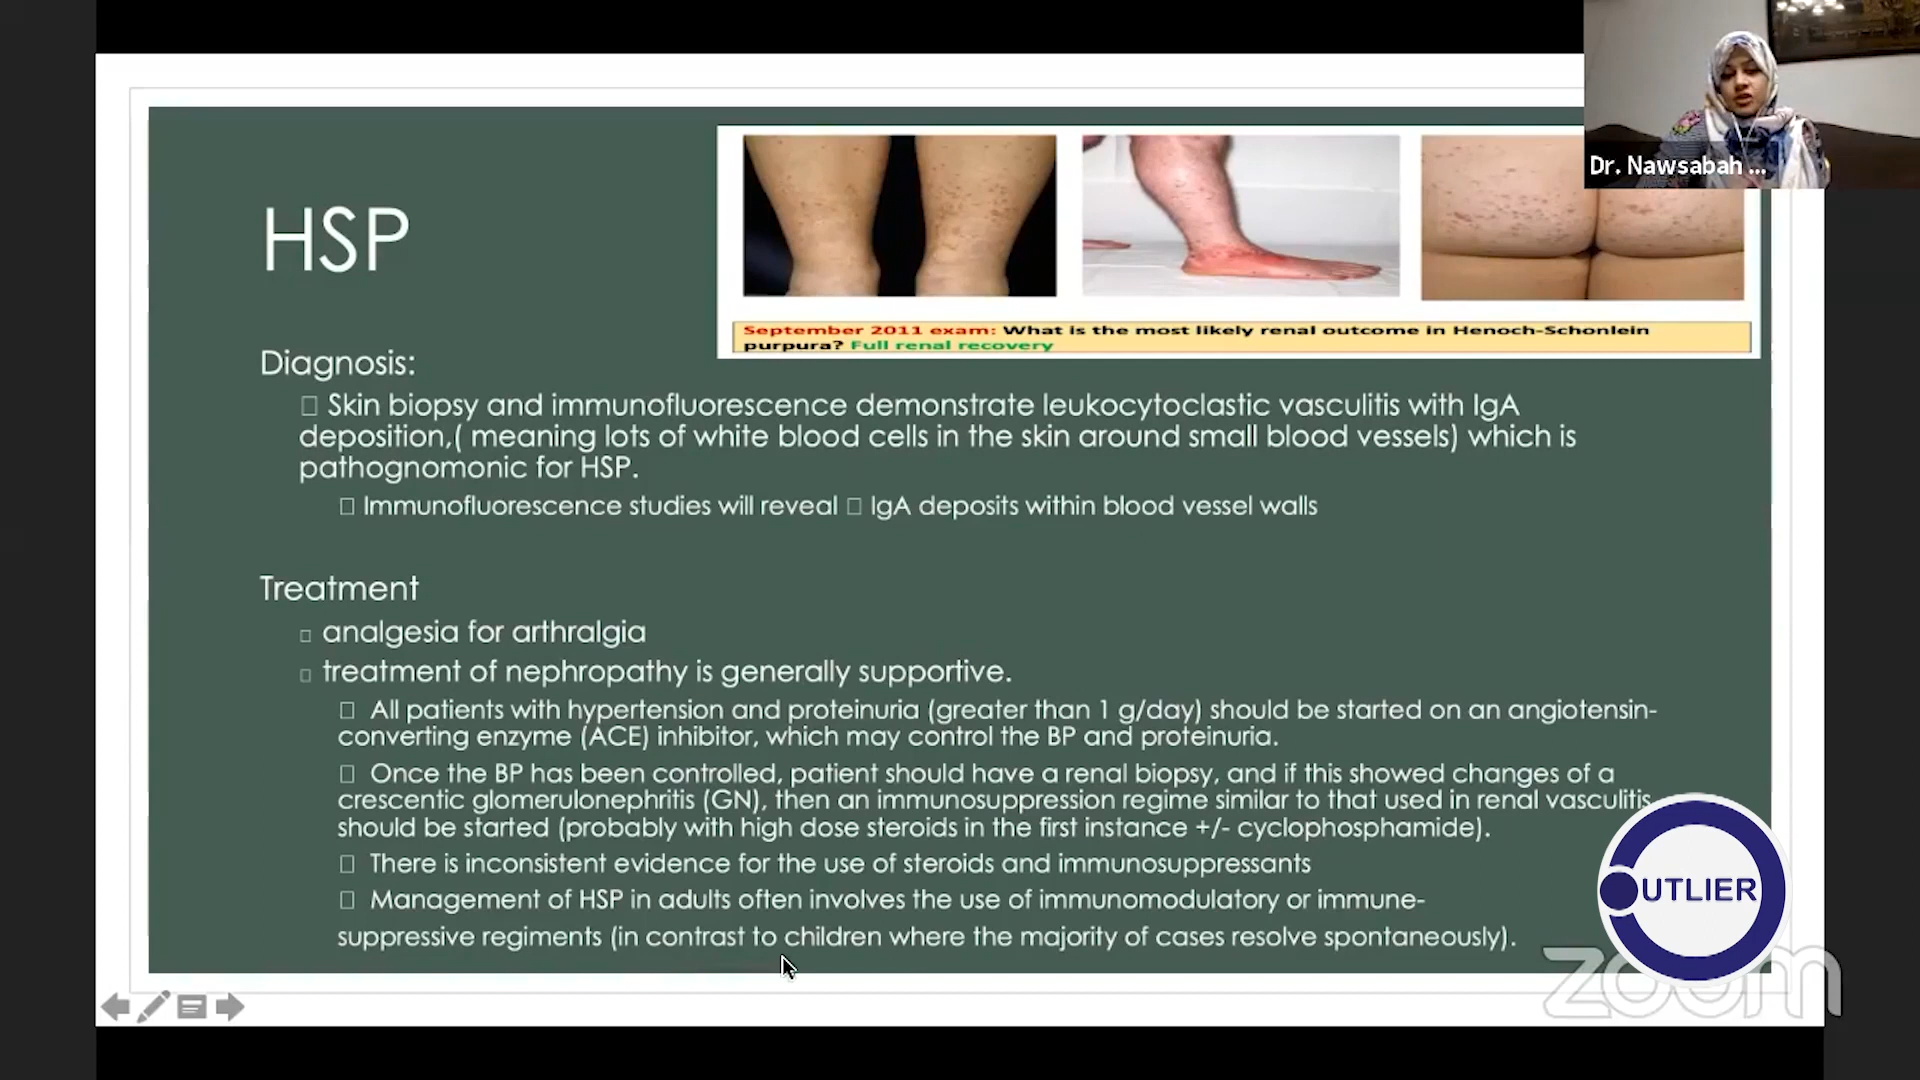 Dr. Nawsabah ...
HSP
September 2011 exam: What is the most likely renal outcome in Henoch-Schonlein
purpura? Full renal recovery
Diagnosis:
Skin biopsy and immunofluorescence demonstrate leukocytoclastic vasculitis with IgA
deposition,( meaning lots of white blood cells in the skin around small blood vessels) which is
pathognomonic for HSP.
Immunofluorescence studies will reveal IgA deposits within blood vessel walls
Treatment
analgesia for arthralgia
treatment of nephropathy is generally supportive.
All patients with hypertension and proteinuria (greater than 1 g/day) should be started on an angiotensin-
converting enzyme (ACE) inhibitor, which may control the BP and proteinuria.
Once the BP has been controlled, patient should have a renal biopsy, and if this showed changes of a
crescentic glomerulonephritis (GN), then an immunosuppression regime similar to that used in renal vasculitis
should be started (probably with high dose steroids in the first instance +/- cyclophosphamide).
There is inconsistent evidence for the use of steroids and immunosuppressants
Management of HSP in adults often involves the use of immunomodulatory or immune-
suppressive regiments (in contrast to children where the majority of cases resolve spontaneously).
OUTLIER
zoom